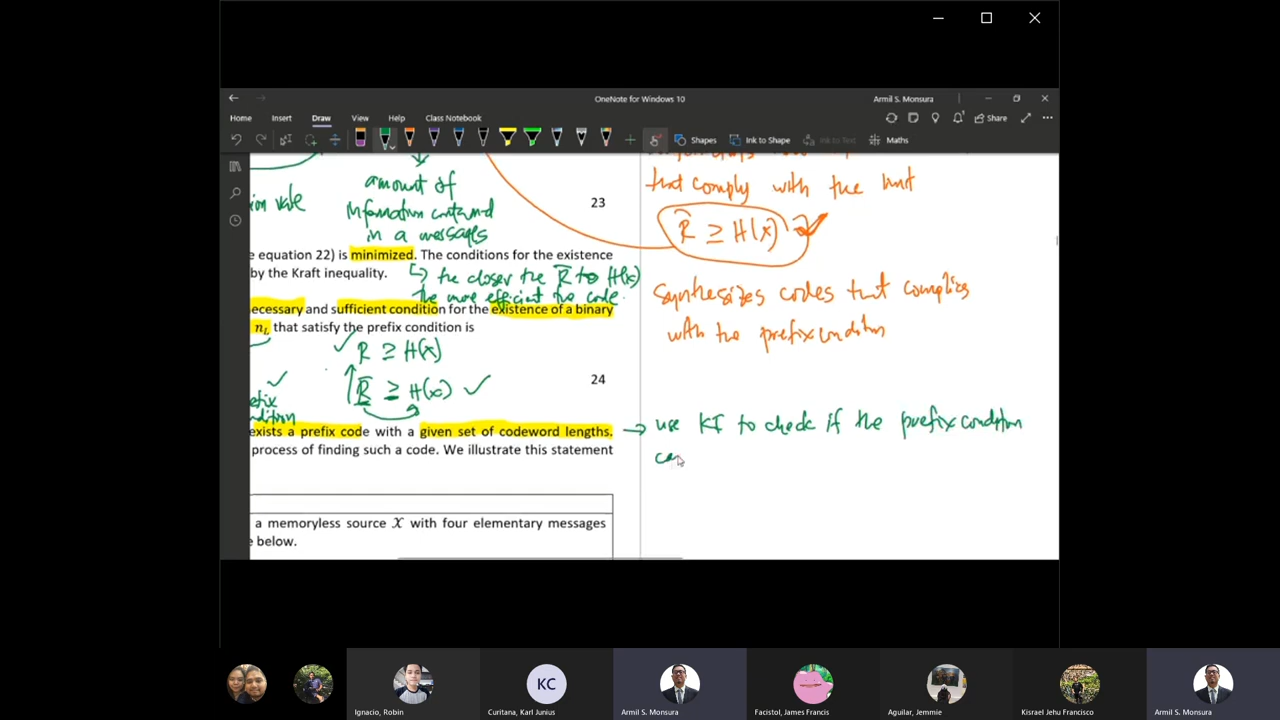 OneNote for Windows 10
Armil S. Monsura
Home Insert Draw View Help Class Notebook
Share
Shapes Ink to Shape Ink to Text Maths
amount of
information contained
in a messages
23
that comply with the limit
R ≥ H(x)
e equation 22) is minimized. The conditions for the existence
by the Kraft inequality.
↳ the closer the R to H(x)
the more efficient the code.
ecessary and sufficient condition for the existence of a binary
n_L, that satisfy the prefix condition is
R ≥ H(x)
R̄ ≥ H(x) ✓
24
synthesizes codes that complies
with the prefix condition
exists a prefix code with a given set of codeword lengths.
process of finding such a code. We illustrate this statement
→ use KI to check if the prefix condition
can
a memoryless source X with four elementary messages
e below.
Ignacio, Robin
KC
Curitana, Karl Junius
Armil S. Monsura
Facistol, James Francis
Aguilar, Jemmie
Kisrael Jehu Francisco
Armil S. Monsura